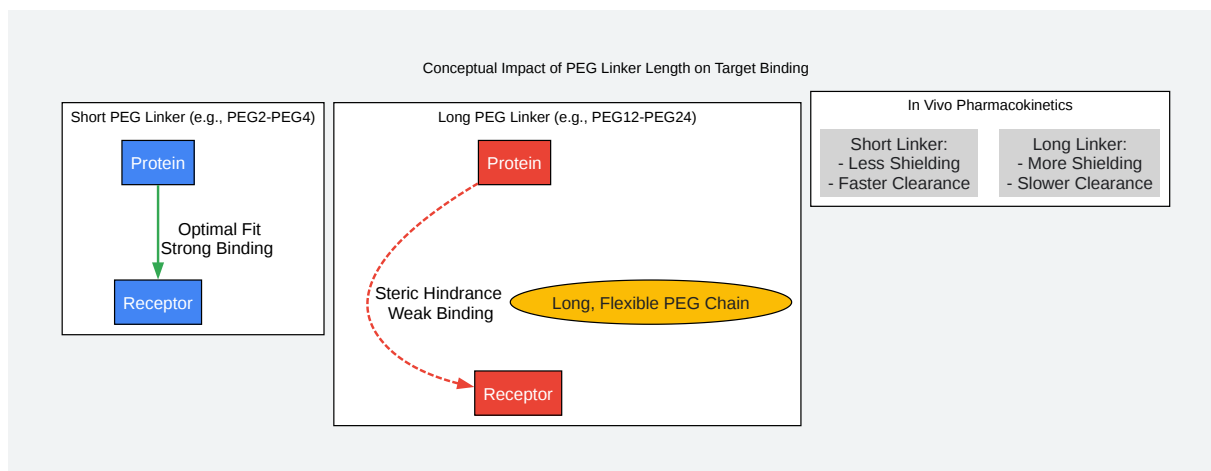 Conceptual Impact of PEG Linker Length on Target Binding
Short PEG Linker (e.g., PEG2-PEG4)
Protein
Optimal Fit
Strong Binding
Receptor
Long PEG Linker (e.g., PEG12-PEG24)
Protein
Steric Hindrance
Weak Binding
Long, Flexible PEG Chain
Receptor
In Vivo Pharmacokinetics
Short Linker:
- Less Shielding
- Faster Clearance
Long Linker:
- More Shielding
- Slower Clearance